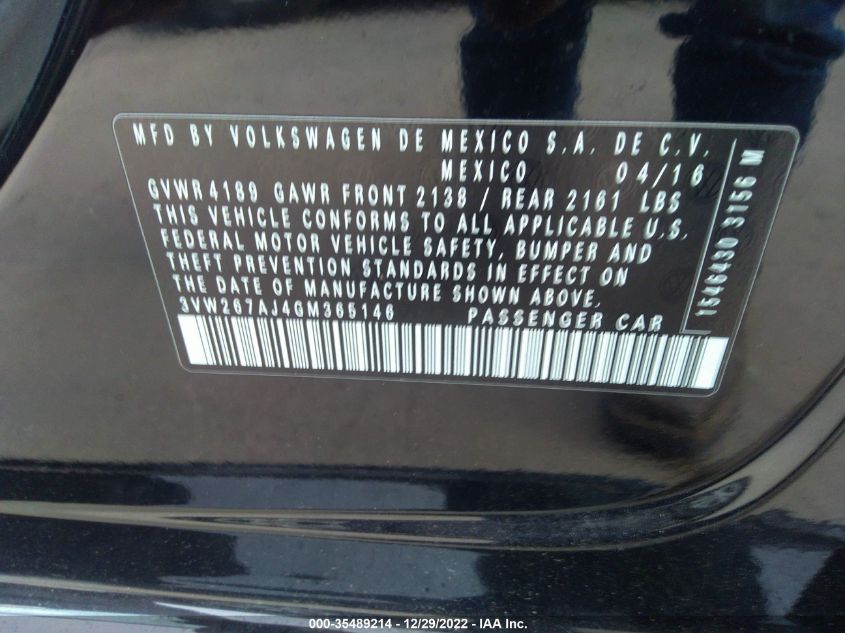 MFD BY VOLKSWAGEN DE MEXICO S.A. DE C.V.
MEXICO 04/16
GVWR 4189 GAWR FRONT 2138 / REAR 2161 LBS
THIS VEHICLE CONFORMS TO ALL APPLICABLE U.S.
FEDERAL MOTOR VEHICLE SAFETY, BUMPER AND
THEFT PREVENTION STANDARDS IN EFFECT ON
THE DATE OF MANUFACTURE SHOWN ABOVE.
3VW267AJ4GM365146 PASSENGER CAR
1546490 3156 M
000-35489214 - 12/29/2022 - IAA Inc.